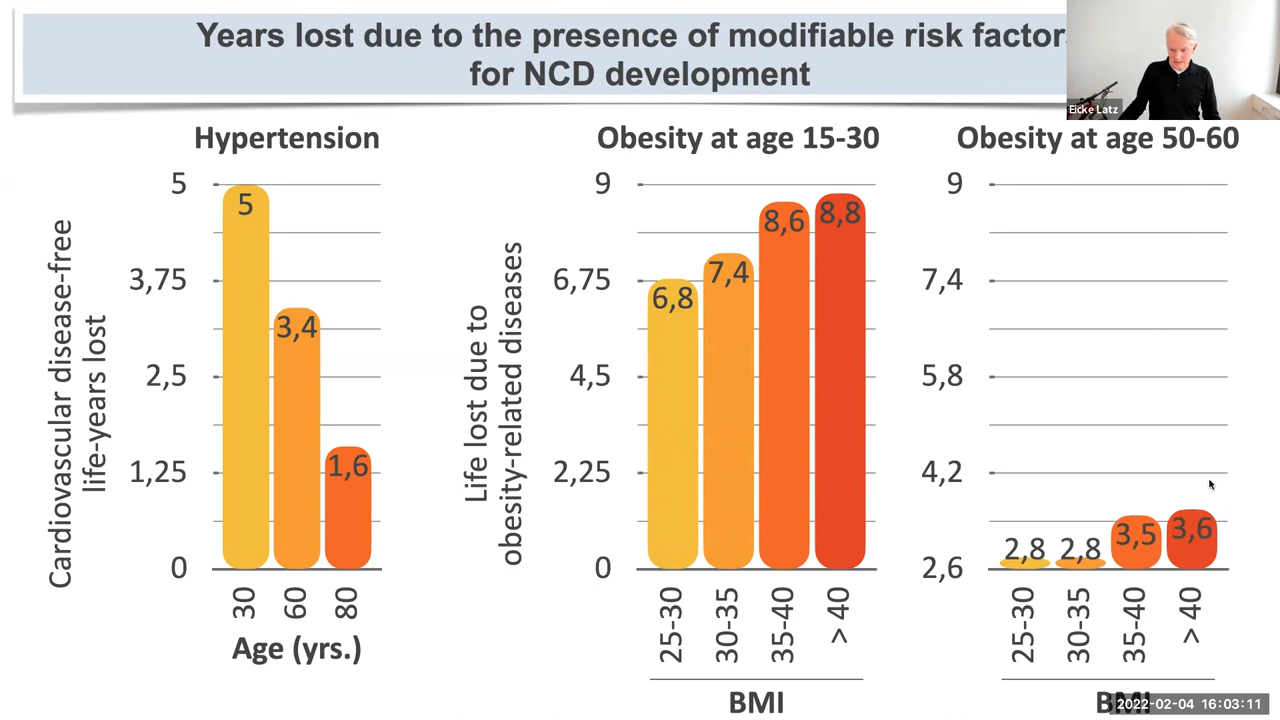 Years lost due to the presence of modifiable risk factor
for NCD development
Eicke Latz
Hypertension
Cardiovascular disease-free
life-years lost
5
3,75
2,5
1,25
0
5
3,4
1,6
30
60
80
Age (yrs.)
Obesity at age 15-30
Life lost due to
obesity-related diseases
9
6,75
4,5
2,25
0
6,8
7,4
8,6
8,8
25-30
30-35
35-40
> 40
BMI
Obesity at age 50-60
9
7,4
5,8
4,2
2,6
2,8
2,8
3,5
3,6
25-30
30-35
35-40
> 40
BMI
2022-02-04 16:03:11